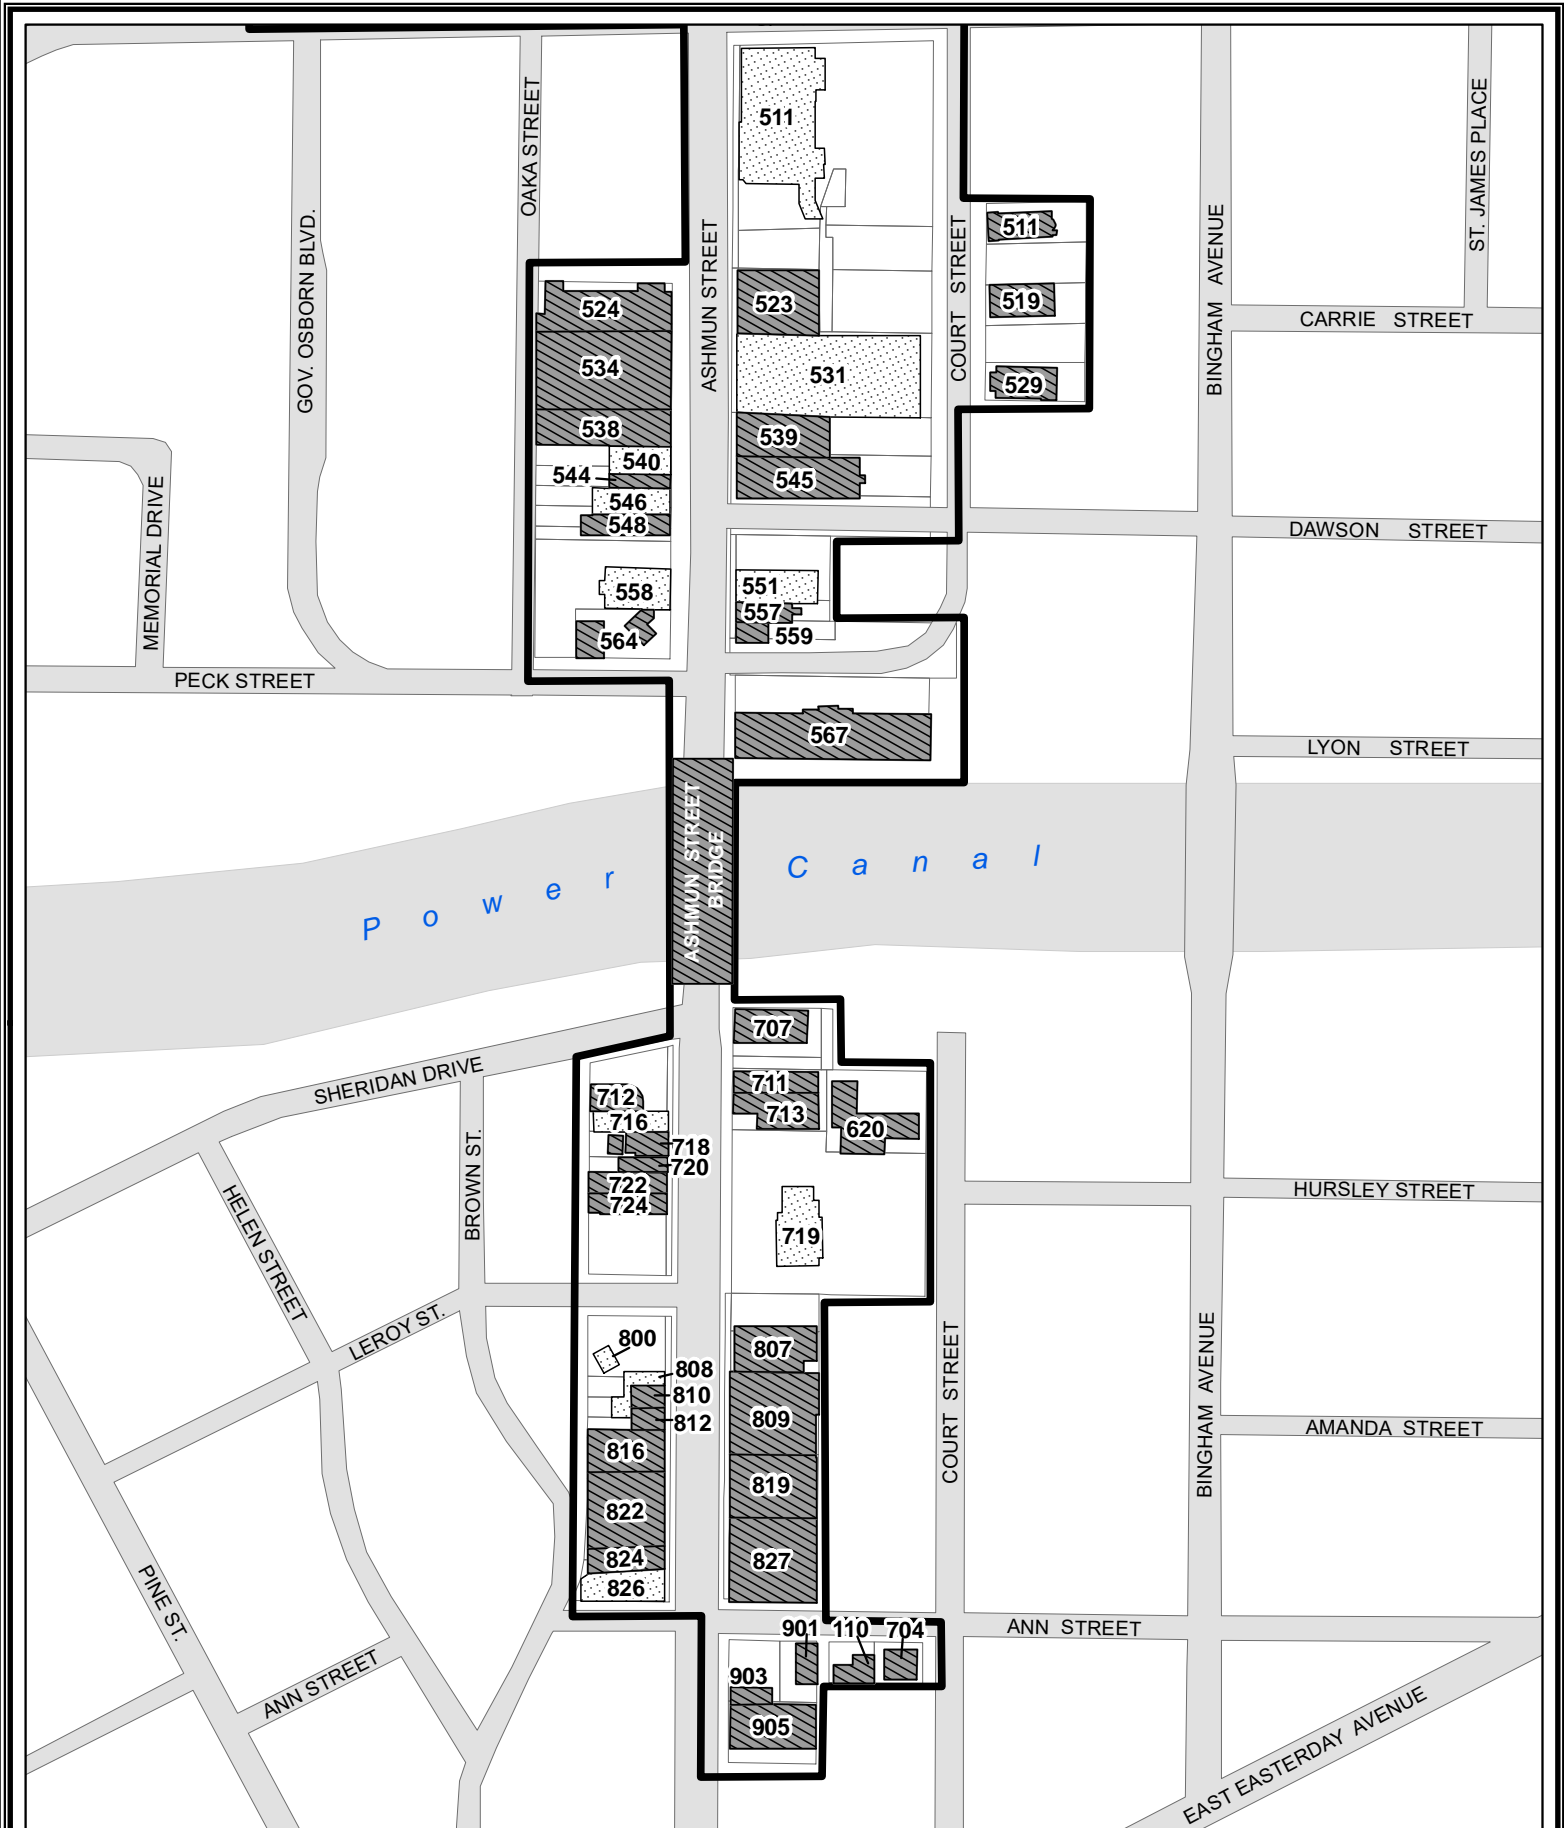 OAKA STREET
GOV. OSBORN BLVD.
MEMORIAL DRIVE
PECK STREET
ASHMUN STREET
COURT STREET
BINGHAM AVENUE
ST. JAMES PLACE
CARRIE STREET
DAWSON STREET
LYON STREET
511
523
531
539
545
511
519
529
524
534
538
540
544
546
548
558
564
551
557
559
567
ASHMUN STREET
BRIDGE
Power
Canal
SHERIDAN DRIVE
BROWN ST.
HELEN STREET
LEROY ST.
PINE ST.
ANN STREET
707
711
713
620
719
712
716
718
720
722
724
800
808
810
812
816
822
824
826
807
809
819
827
901
110
704
903
905
COURT STREET
BINGHAM AVENUE
HURSLEY STREET
AMANDA STREET
ANN STREET
EAST EASTERDAY AVENUE